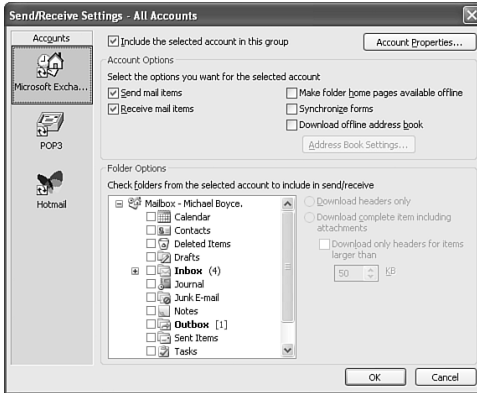 Send/Receive Settings - All Accounts
Accounts
Microsoft Excha...
POP3
Hotmail
Include the selected account in this group
Account Properties...
Account Options
Select the options you want for the selected account
Send mail items
Make folder home pages available offline
Receive mail items
Synchronize forms
Download offline address book
Address Book Settings...
Folder Options
Check folders from the selected account to include in send/receive
Mailbox - Michael Boyce.
Calendar
Contacts
Deleted Items
Drafts
Inbox (4)
Journal
Junk E-mail
Notes
Outbox [1]
Sent Items
Tasks
Download headers only
Download complete item including
attachments
Download only headers for items
larger than
50 KB
OK
Cancel